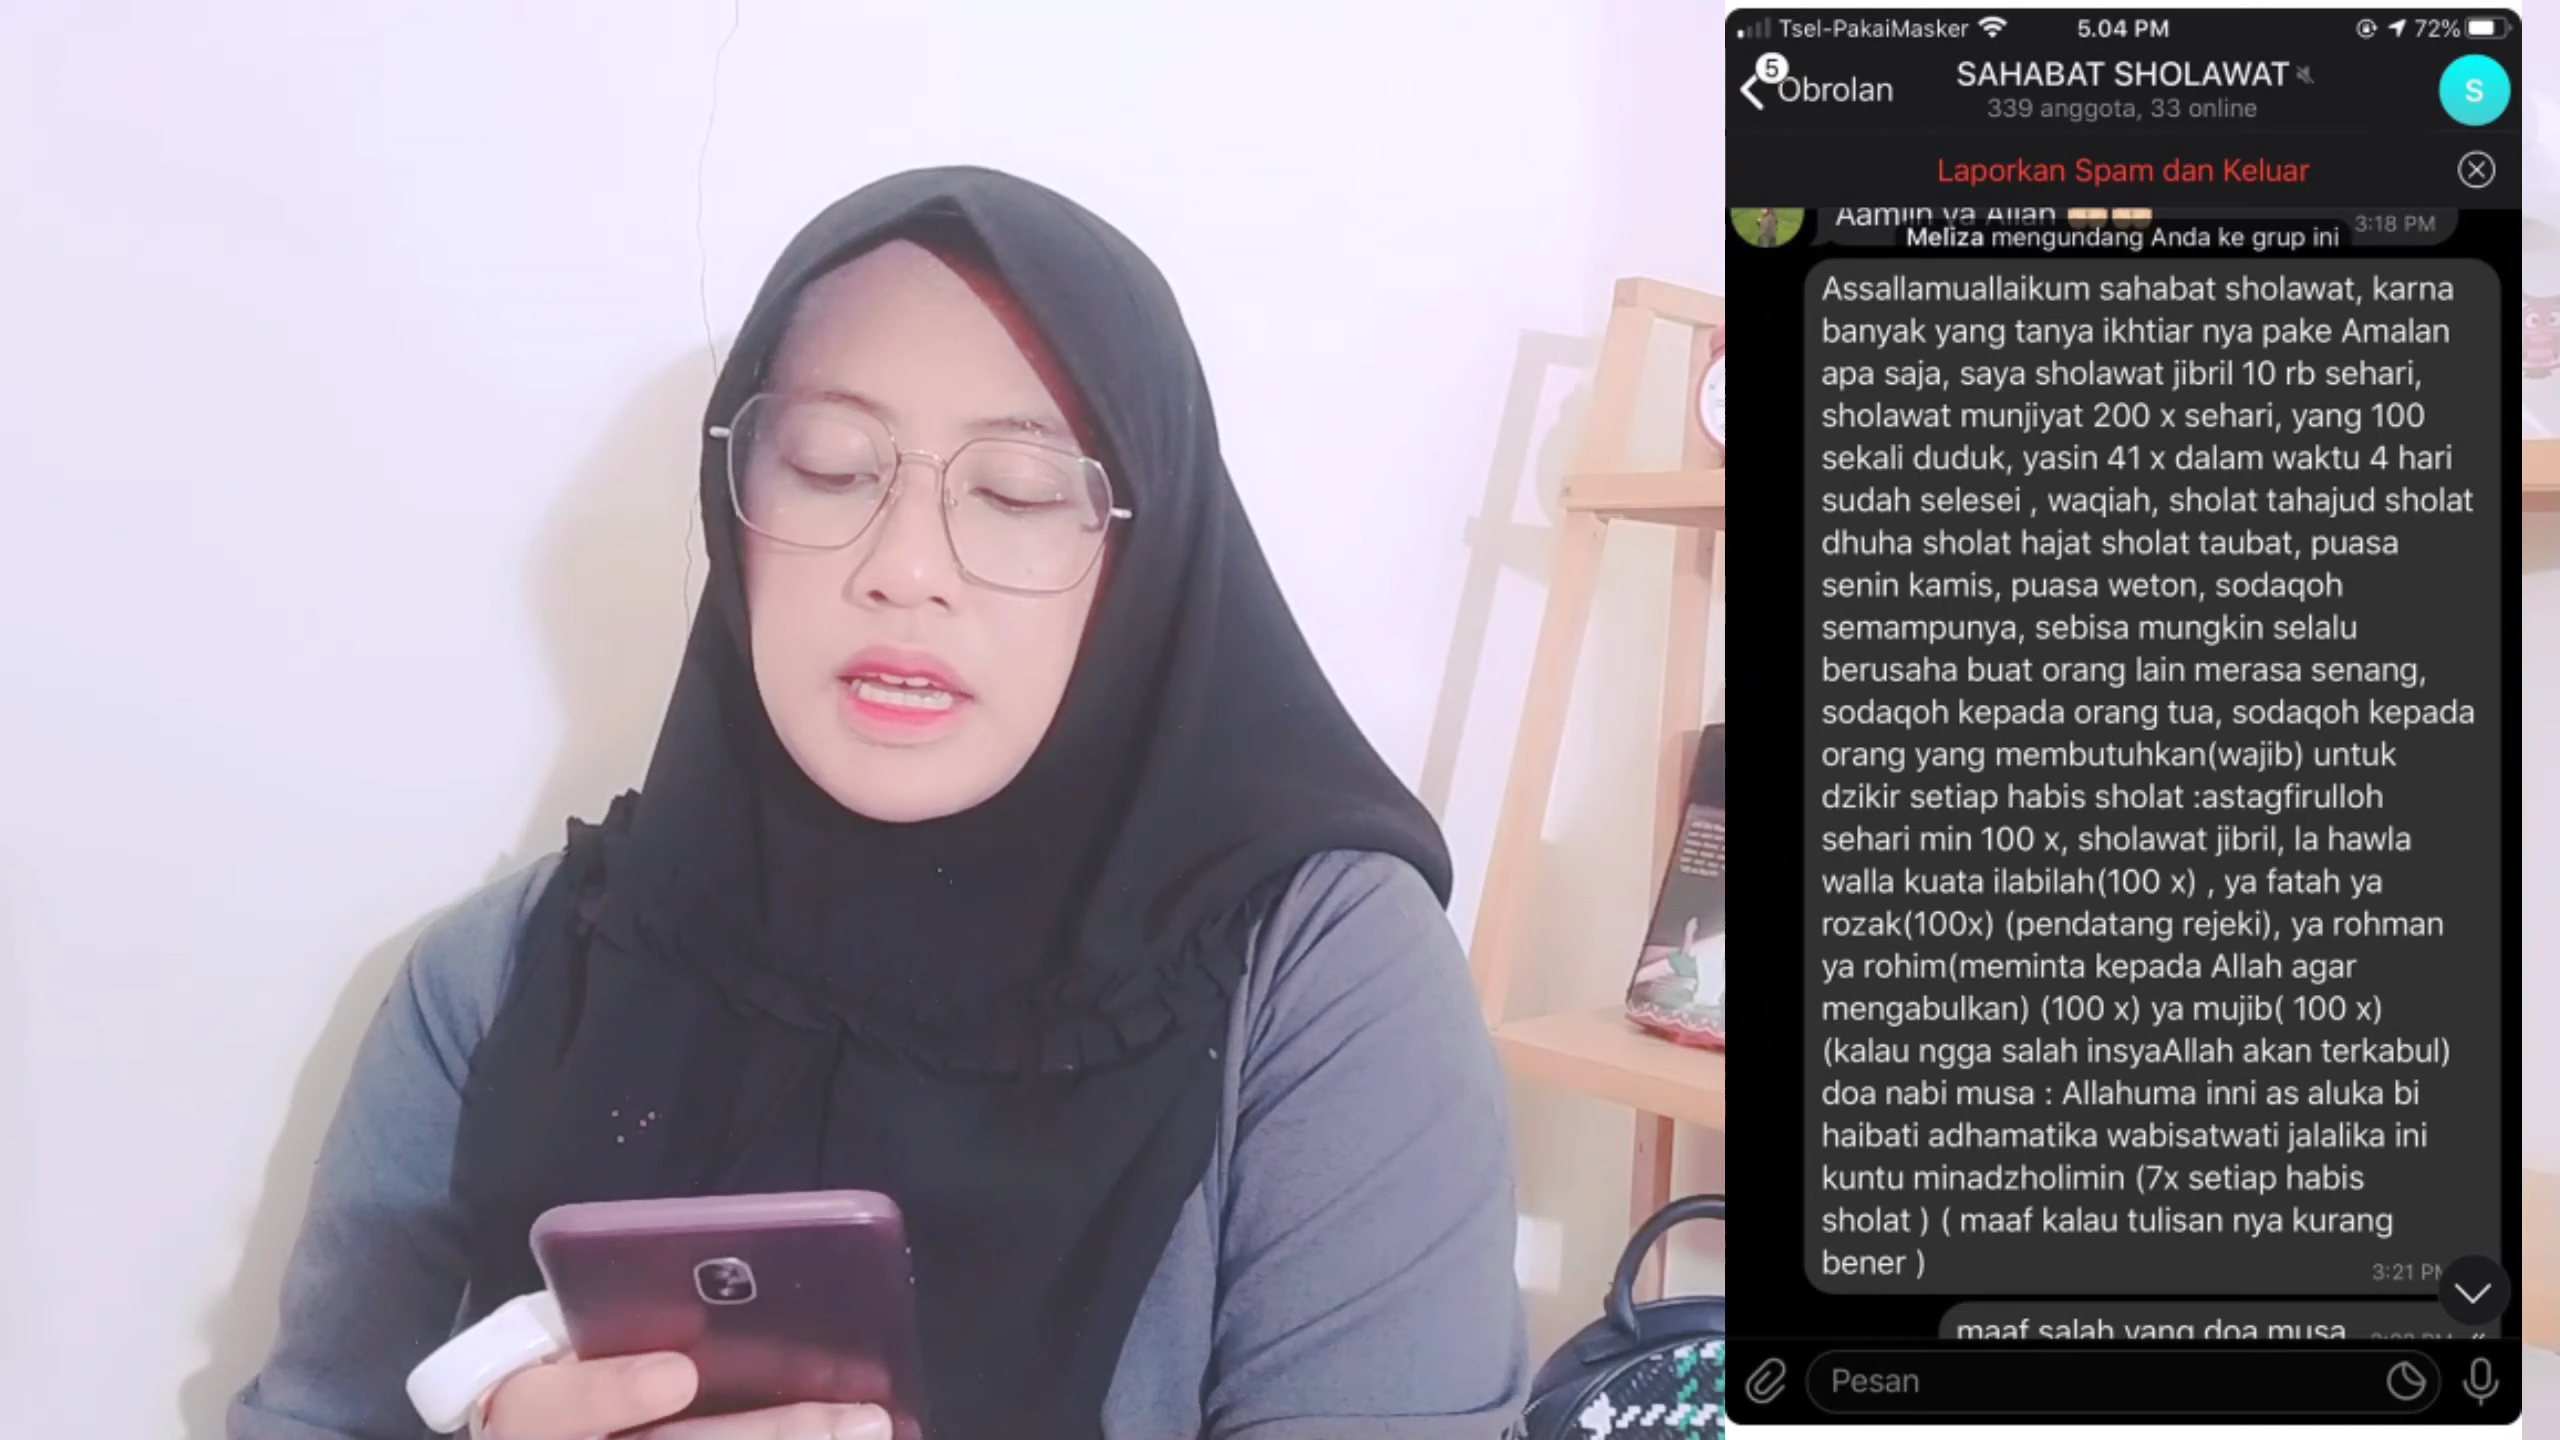 Tsel-PakaiMasker
5.04 PM
72%
5
Obrolan
SAHABAT SHOLAWAT
339 anggota, 33 online
S
Laporkan Spam dan Keluar
Aamiin ya Allah
3:18 PM
Meliza mengundang Anda ke grup ini
Assallamuallaikum sahabat sholawat, karna
banyak yang tanya ikhtiar nya pake Amalan
apa saja, saya sholawat jibril 10 rb sehari,
sholawat munjiyat 200 x sehari, yang 100
sekali duduk, yasin 41 x dalam waktu 4 hari
sudah selesei , waqiah, sholat tahajud sholat
dhuha sholat hajat sholat taubat, puasa
senin kamis, puasa weton, sodaqoh
semampunya, sebisa mungkin selalu
berusaha buat orang lain merasa senang,
sodaqoh kepada orang tua, sodaqoh kepada
orang yang membutuhkan(wajib) untuk
dzikir setiap habis sholat :astagfirulloh
sehari min 100 x, sholawat jibril, la hawla
walla kuata ilabilah(100 x) , ya fatah ya
rozak(100x) (pendatang rejeki), ya rohman
ya rohim(meminta kepada Allah agar
mengabulkan) (100 x) ya mujib( 100 x)
(kalau ngga salah insyaAllah akan terkabul)
doa nabi musa : Allahuma inni as aluka bi
haibati adhamatika wabisatwati jalalika ini
kuntu minadzholimin (7x setiap habis
sholat ) ( maaf kalau tulisan nya kurang
bener )
3:21 PM
maaf salah yang doa musa
Pesan